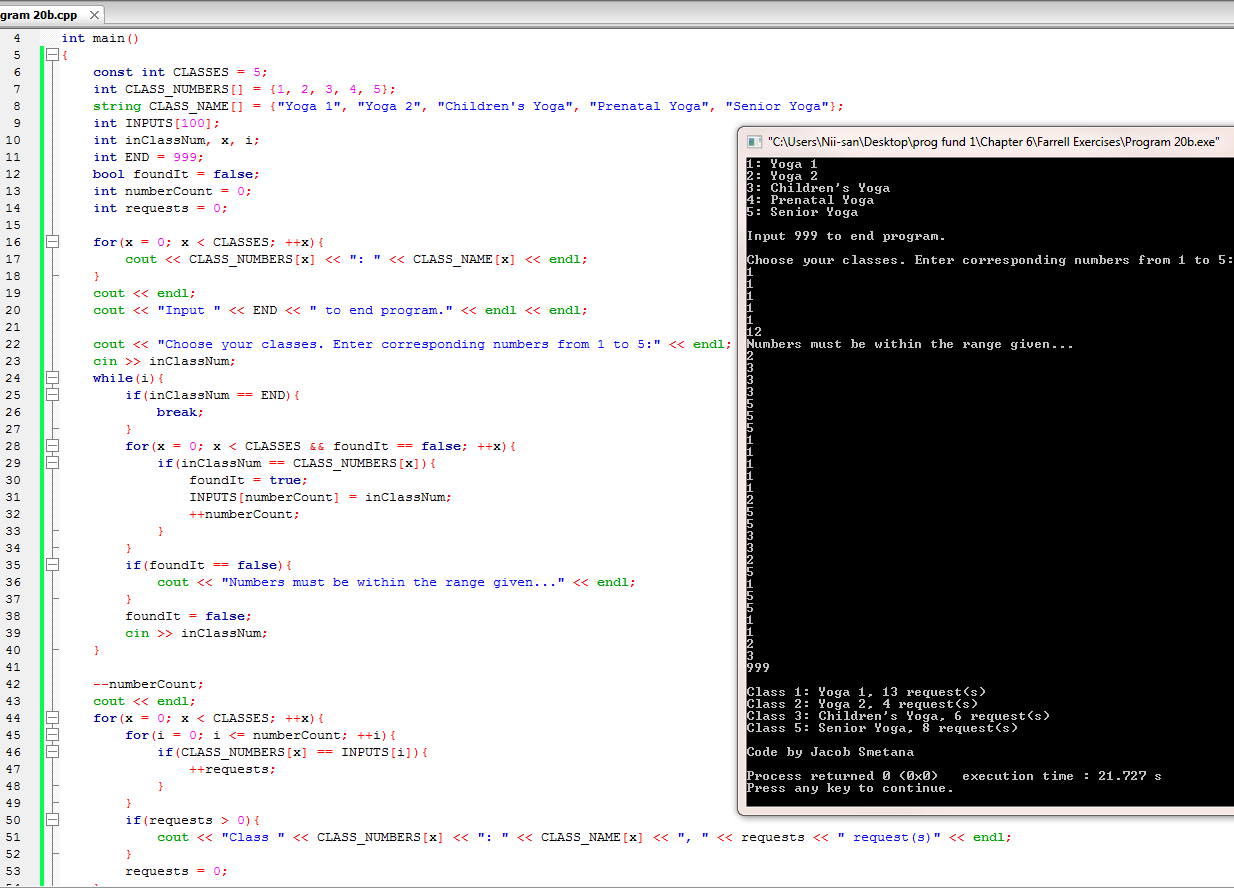 gram 20b.cpp
4 int main()
5 {
6 const int CLASSES = 5;
7 int CLASS_NUMBERS[] = {1, 2, 3, 4, 5};
8 string CLASS_NAME[] = {"Yoga 1", "Yoga 2", "Children's Yoga", "Prenatal Yoga", "Senior Yoga"};
9 int INPUTS[100];
10 int inClassNum, x, i;
11 int END = 999;
12 bool foundIt = false;
13 int numberCount = 0;
14 int requests = 0;
15
16 for(x = 0; x < CLASSES; ++x){
17 cout << CLASS_NUMBERS[x] << ": " << CLASS_NAME[x] << endl;
18 }
19 cout << endl;
20 cout << "Input " << END << " to end program." << endl << endl;
21
22 cout << "Choose your classes. Enter corresponding numbers from 1 to 5:" << endl;
23 cin >> inClassNum;
24 while(i){
25 if(inClassNum == END){
26 break;
27 }
28 for(x = 0; x < CLASSES && foundIt == false; ++x){
29 if(inClassNum == CLASS_NUMBERS[x]){
30 foundIt = true;
31 INPUTS[numberCount] = inClassNum;
32 ++numberCount;
33 }
34 }
35 if(foundIt == false){
36 cout << "Numbers must be within the range given..." << endl;
37 }
38 foundIt = false;
39 cin >> inClassNum;
40 }
41
42 --numberCount;
43 cout << endl;
44 for(x = 0; x < CLASSES; ++x){
45 for(i = 0; i <= numberCount; ++i){
46 if(CLASS_NUMBERS[x] == INPUTS[i]){
47 ++requests;
48 }
49 }
50 if(requests > 0){
51 cout << "Class " << CLASS_NUMBERS[x] << ": " << CLASS_NAME[x] << ", " << requests << " request(s)" << endl;
52 }
53 requests = 0;
"C:\Users\Nii-san\Desktop\prog fund 1\Chapter 6\Farrell Exercises\Program 20b.exe"
1: Yoga 1
2: Yoga 2
3: Children's Yoga
4: Prenatal Yoga
5: Senior Yoga
Input 999 to end program.
Choose your classes. Enter corresponding numbers from 1 to 5:
1
1
1
1
1
12
Numbers must be within the range given...
2
3
3
3
5
5
5
1
1
1
1
1
2
5
5
3
3
2
5
1
5
5
1
1
2
3
999
Class 1: Yoga 1, 13 request(s)
Class 2: Yoga 2, 4 request(s)
Class 3: Children's Yoga, 6 request(s)
Class 5: Senior Yoga, 8 request(s)
Code by Jacob Smetana
Process returned 0 (0x0) execution time : 21.727 s
Press any key to continue.